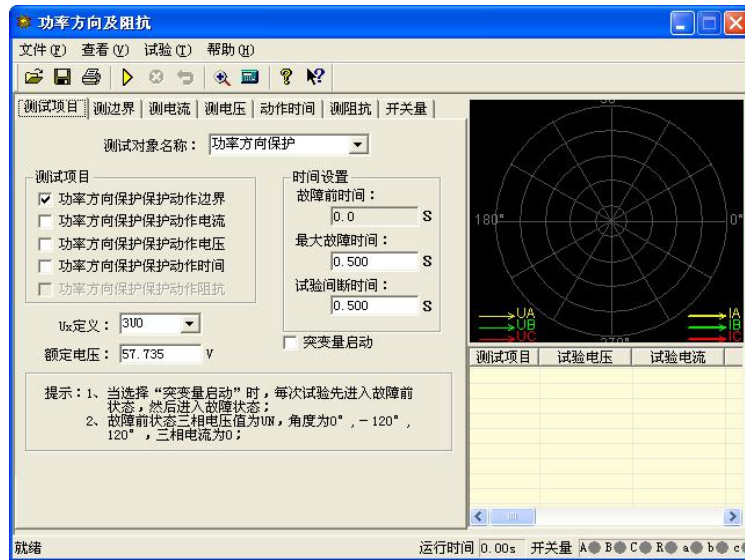 功率方向及阻抗
文件(F) 查看(V) 试验(T) 帮助(H)
测试项目 测边界 测电流 测电压 动作时间 测阻抗 开关量
测试对象名称： 功率方向保护
测试项目
功率方向保护保护动作边界
功率方向保护保护动作电流
功率方向保护保护动作电压
功率方向保护保护动作时间
功率方向保护保护动作阻抗
时间设置
故障前时间：
0.0 S
最大故障时间：
0.500 S
试验间断时间：
0.500 S
Ux定义： 3U0
突变量启动
额定电压： 57.735 V
提示：1、当选择“突变量启动”时，每次试验先进入故障前
状态，然后进入故障状态；
2、故障前状态三相电压值为UN，角度为0°,－120°,
120°，三相电流为0；
90°
180° 0°
UA IA
UB IB
UC 270° IC
测试项目 试验电压 试验电流
就绪 运行时间 0.00s 开关量 A B C R a b c